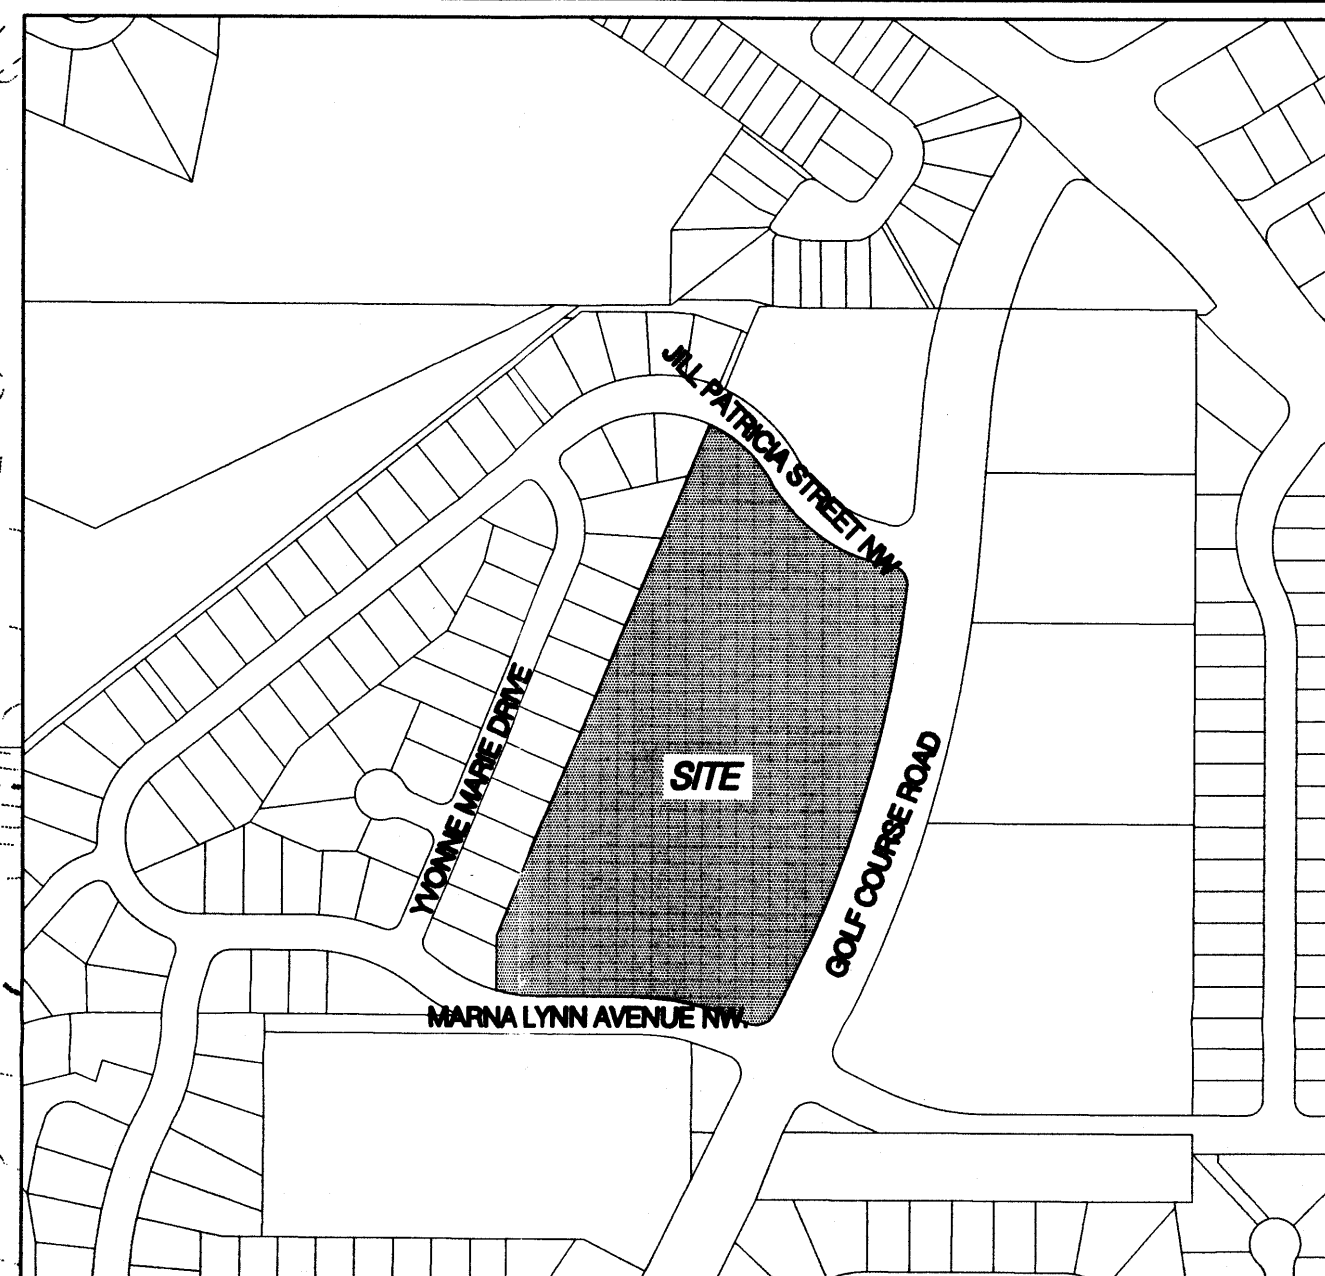 JILL PATRICIA STREET NW
YVONNE MARIE DRIVE
SITE
GOLF COURSE ROAD
MARNA LYNN AVENUE NW.